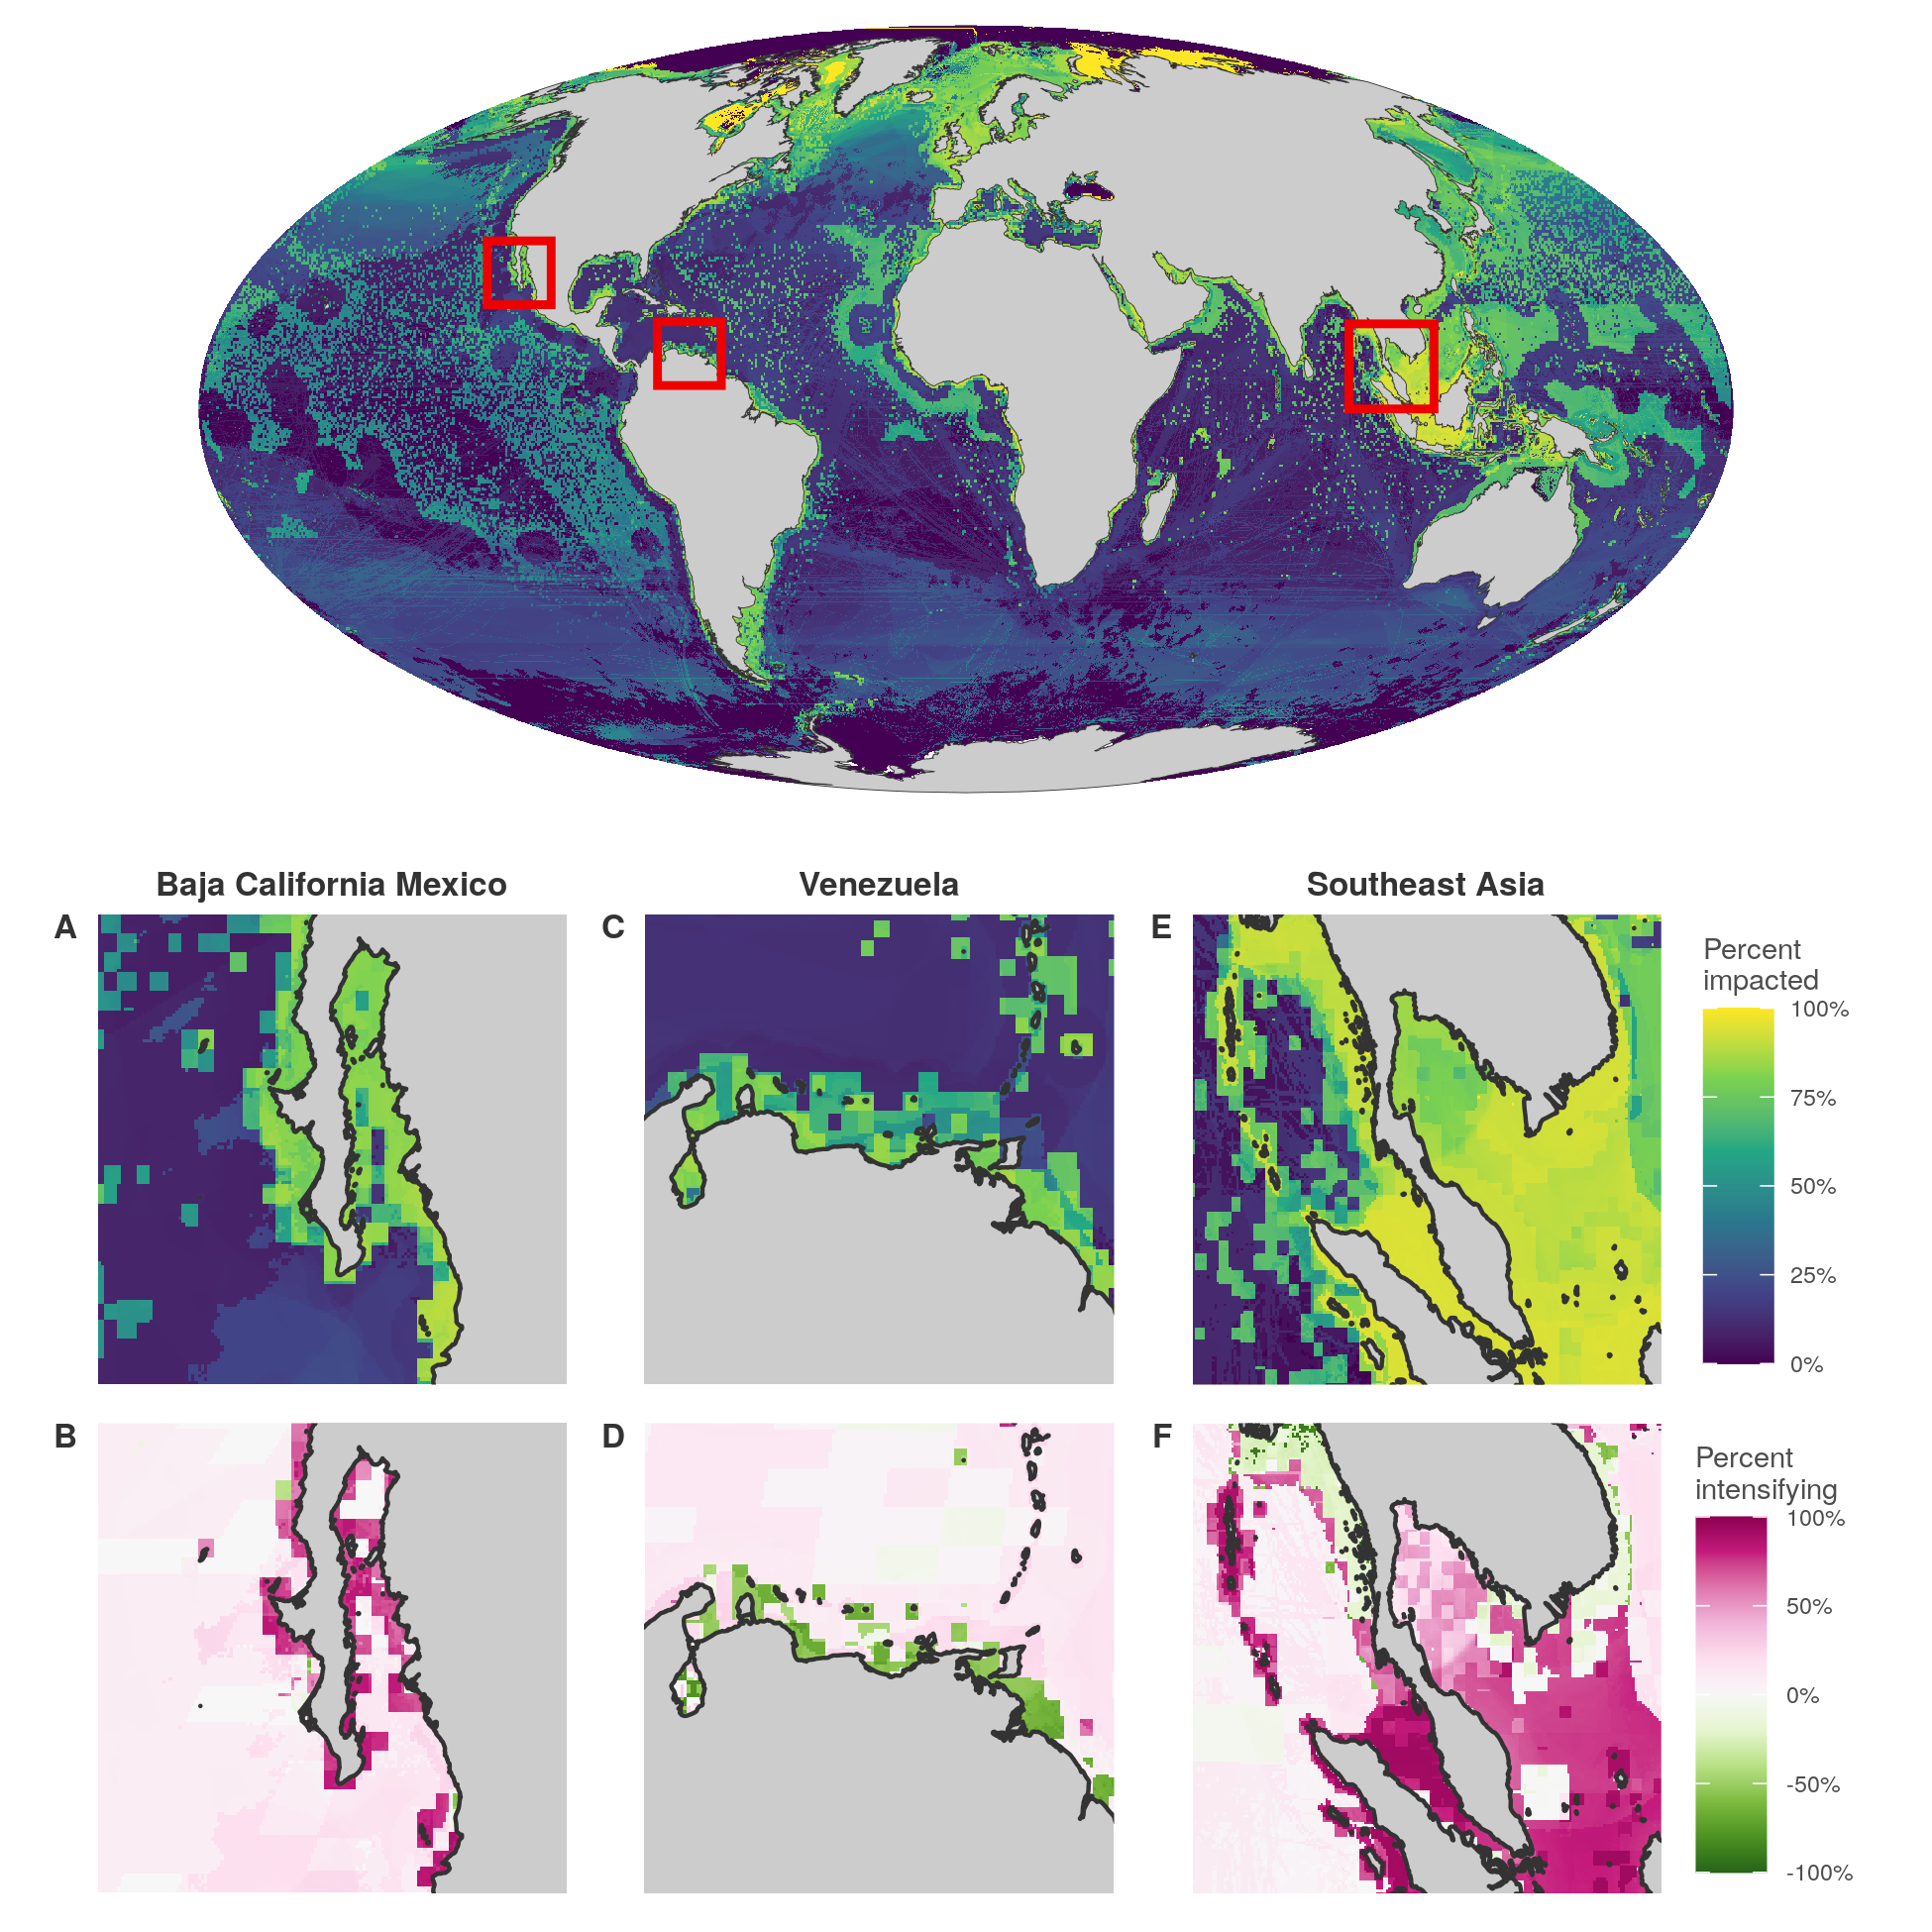 Baja California Mexico
Venezuela
Southeast Asia
A
C
E
Percent
impacted
100%
75%
50%
25%
0%
B
D
F
Percent
intensifying
100%
50%
0%
-50%
-100%